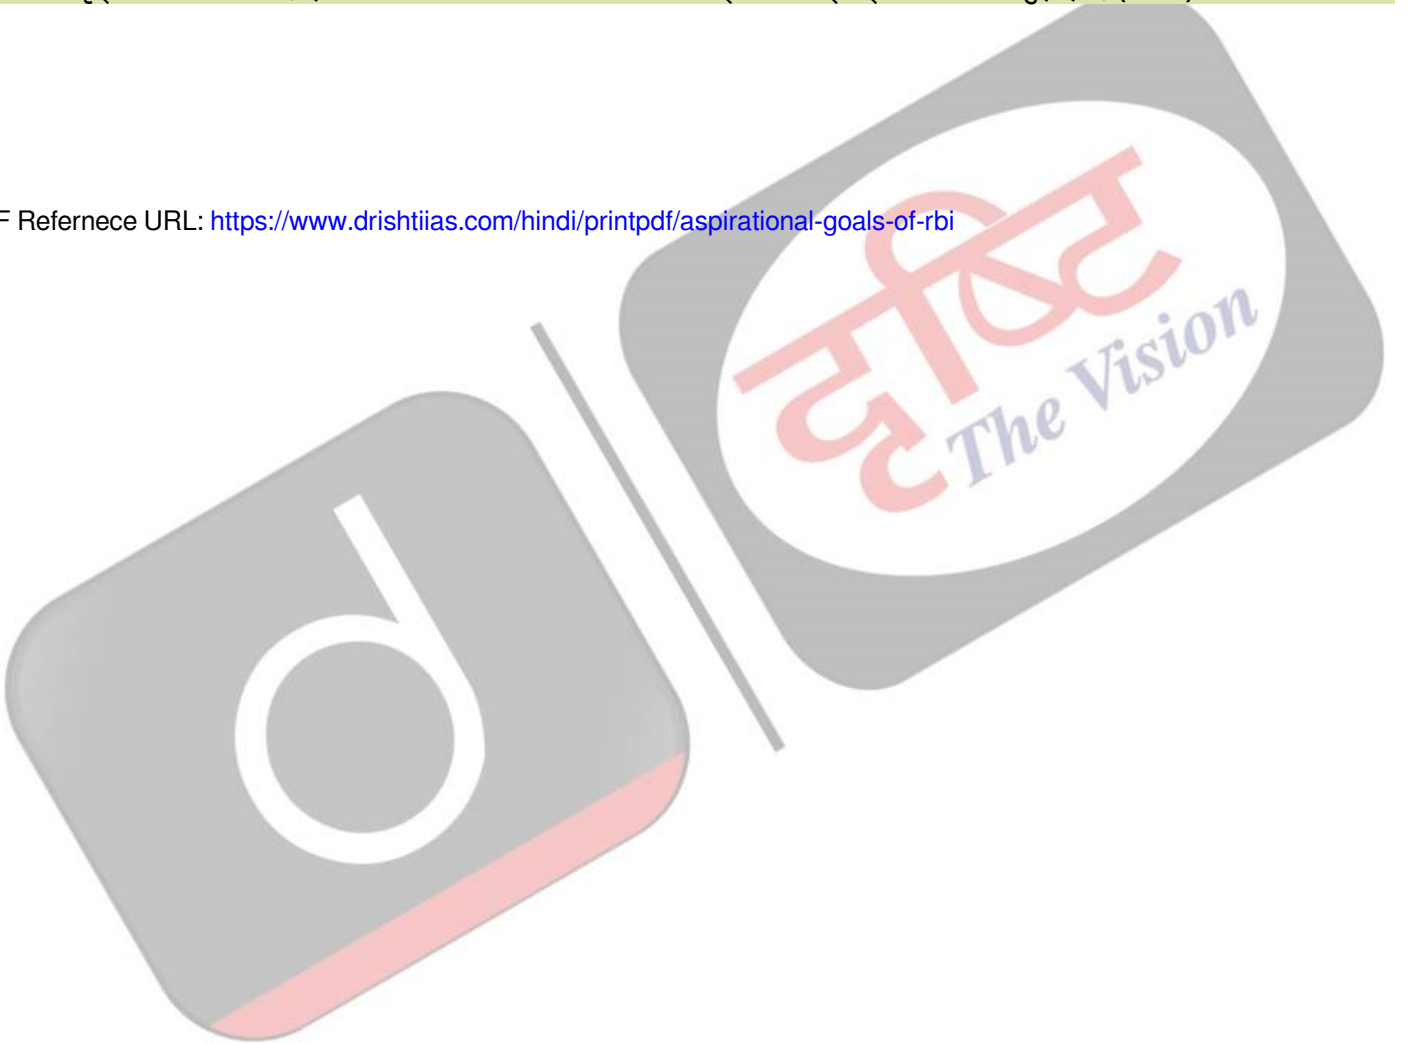 F Refernece URL: https://www.drishtiias.com/hindi/printpdf/aspirational-goals-of-rbi
दृष्टि
The Vision
d